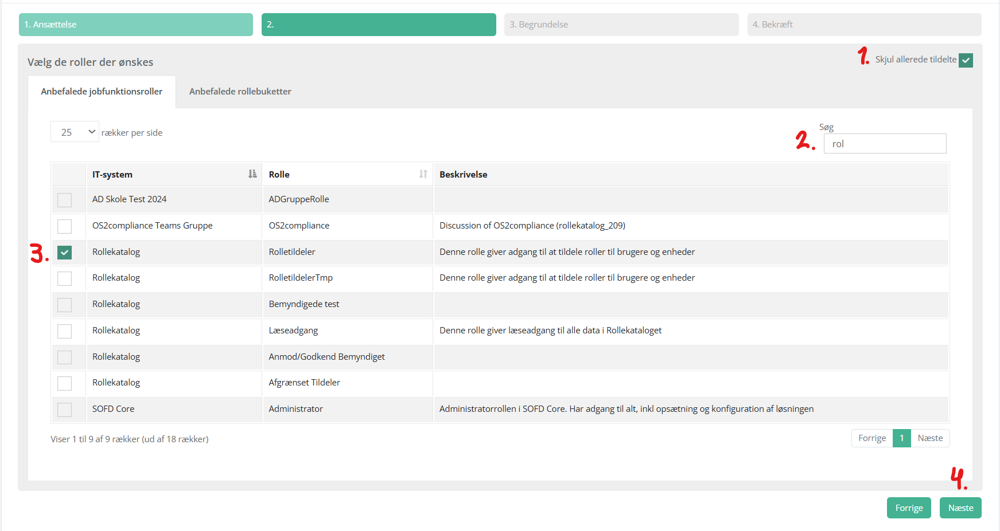 1. Ansættelse 2. 3. Begrundelse 4. Bekræft
Vælg de roller der ønskes
1. Skjul allerede tildelte
Anbefalede jobfunktionsroller Anbefalede rollebuketter
25 rækker per side
Søg
2. rol
IT-system Rolle Beskrivelse
AD Skole Test 2024 ADGruppeRolle
OS2compliance Teams Gruppe OS2compliance Discussion of OS2compliance (rollekatalog_209)
3. Rollekatalog Rolletildeler Denne rolle giver adgang til at tildele roller til brugere og enheder
Rollekatalog RolletildelerTmp Denne rolle giver adgang til at tildele roller til brugere og enheder
Rollekatalog Bemyndigede test
Rollekatalog Læseadgang Denne rolle giver læseadgang til alle data i Rollekataloget
Rollekatalog Anmod/Godkend Bemyndiget
Rollekatalog Afgrænset Tildeler
SOFD Core Administrator Administratorrollen i SOFD Core. Har adgang til alt, inkl opsætning og konfiguration af løsningen
Viser 1 til 9 af 9 rækker (ud af 18 rækker) Forrige 1 Næste
4.
Forrige Næste